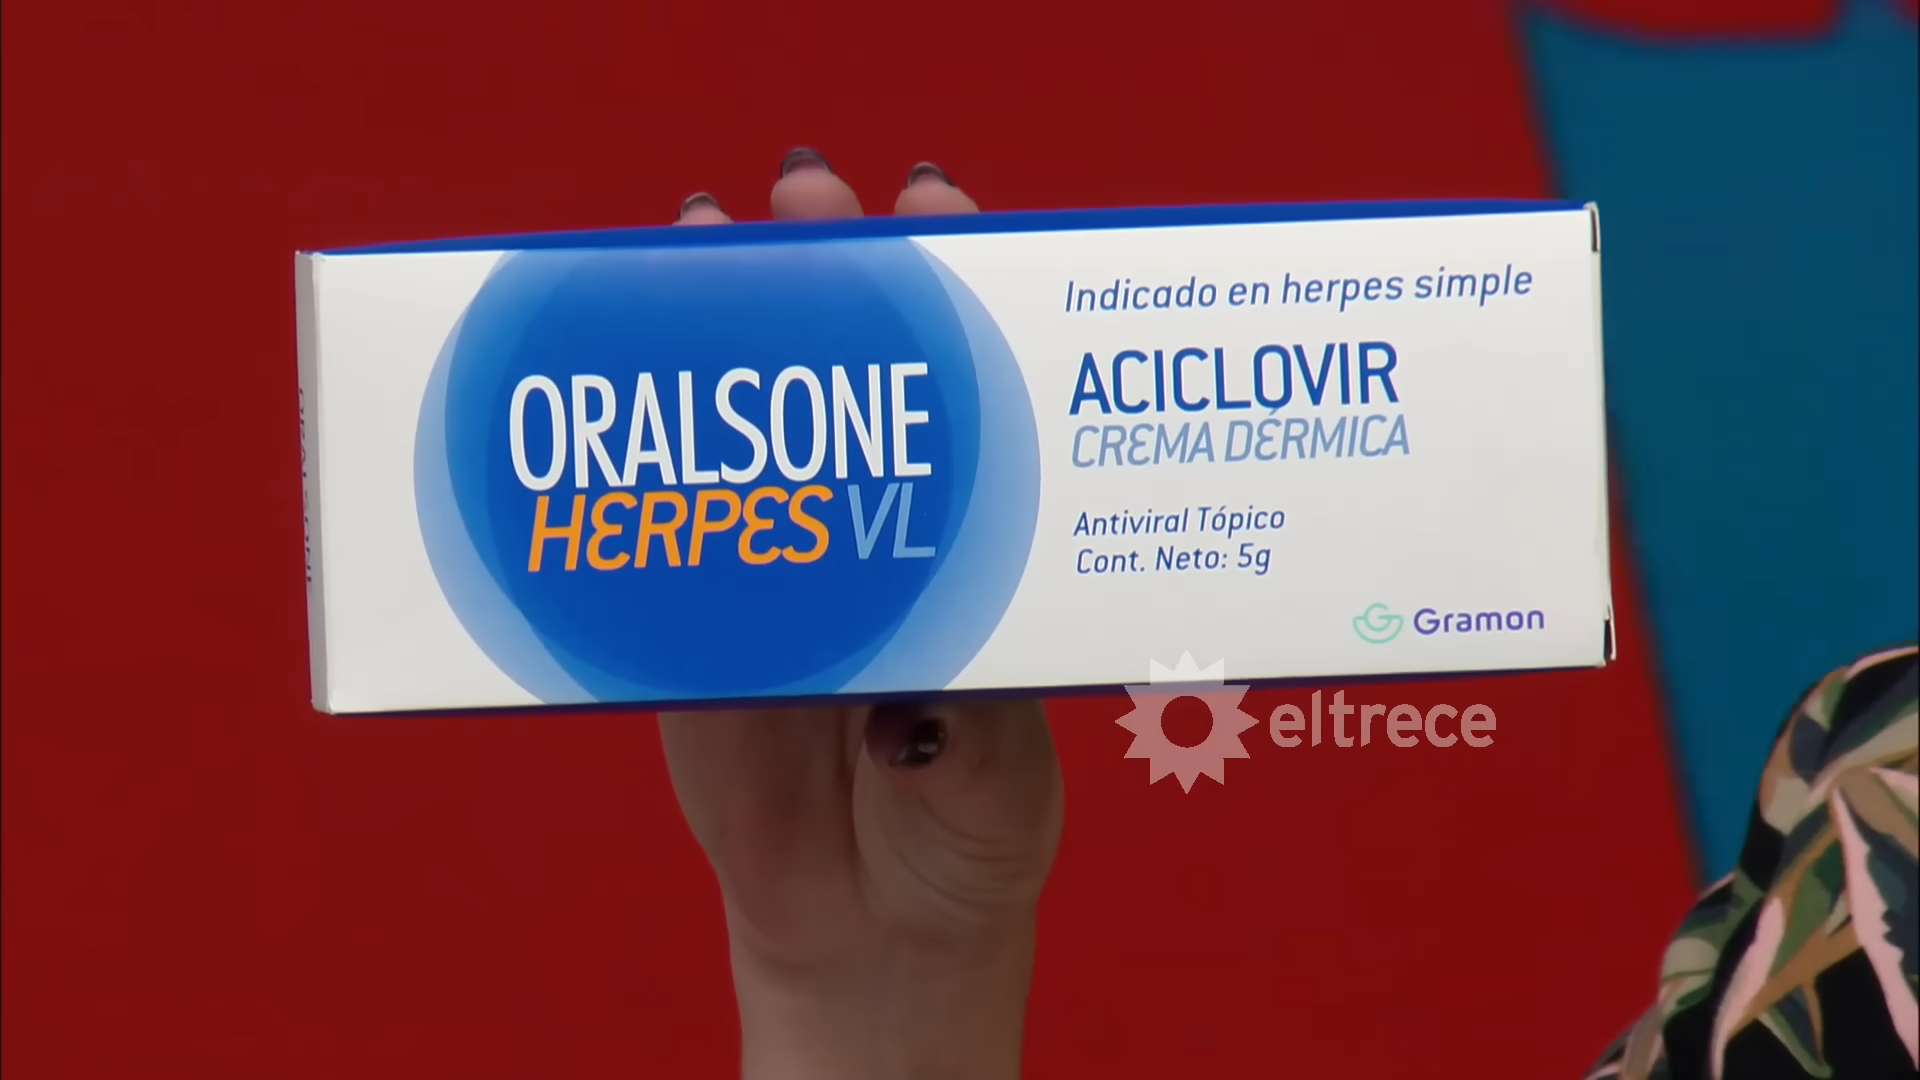 ORALSONE
HERPES VL
Indicado en herpes simple
ACICLOVIR
CREMA DÉRMICA
Antiviral Tópico
Cont. Neto: 5g
Gramon
eltrece